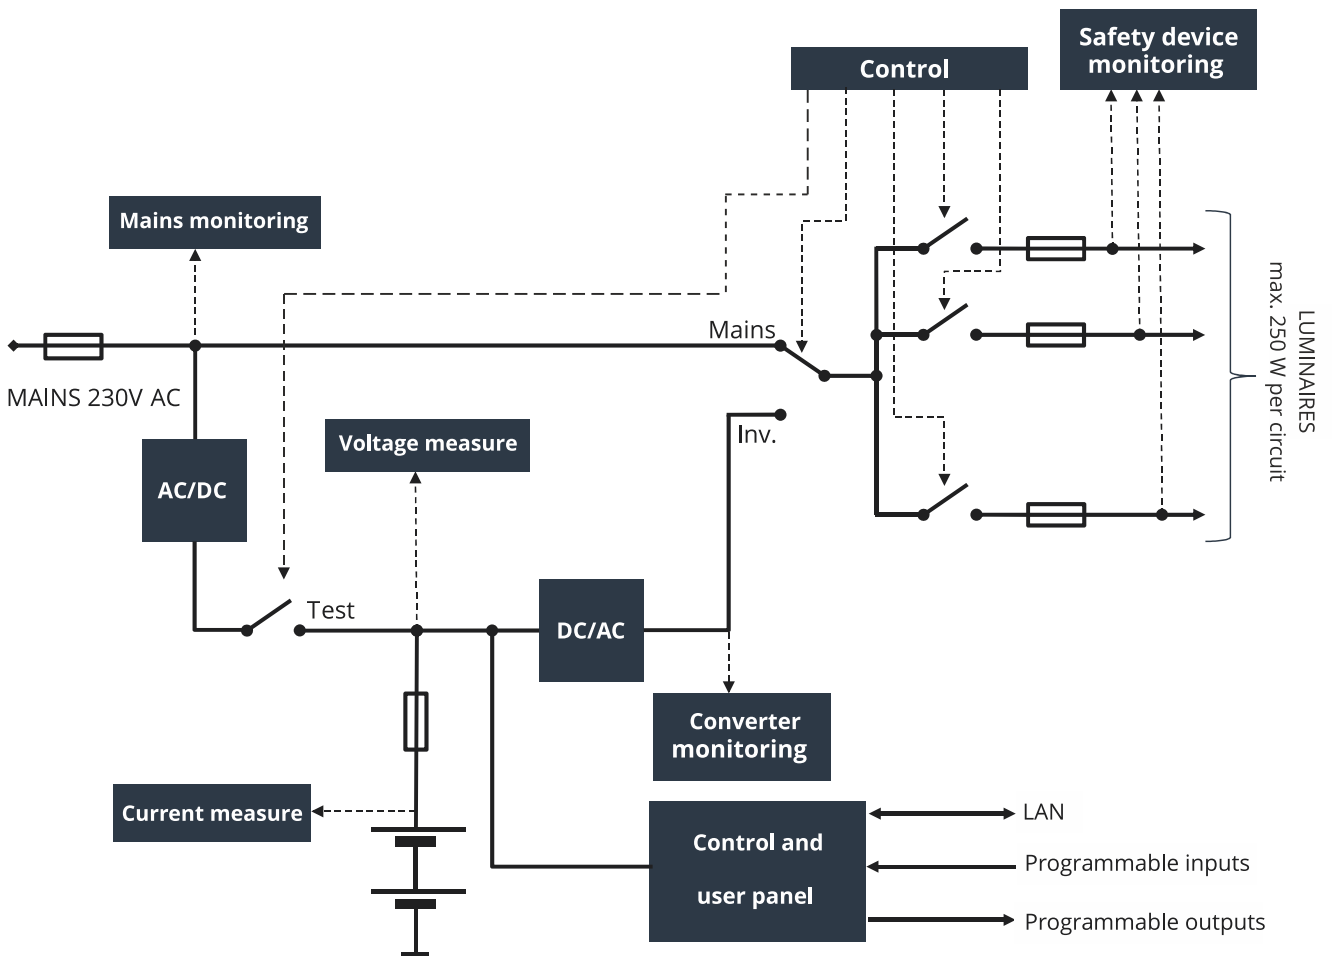 Safety device
monitoring
Control
Mains monitoring
Mains
MAINS 230V AC
Inv.
LUMINAIRES
max. 250 W per circuit
Voltage measure
AC/DC
Test
DC/AC
Converter
monitoring
Current measure
Control and
user panel
LAN
Programmable inputs
Programmable outputs